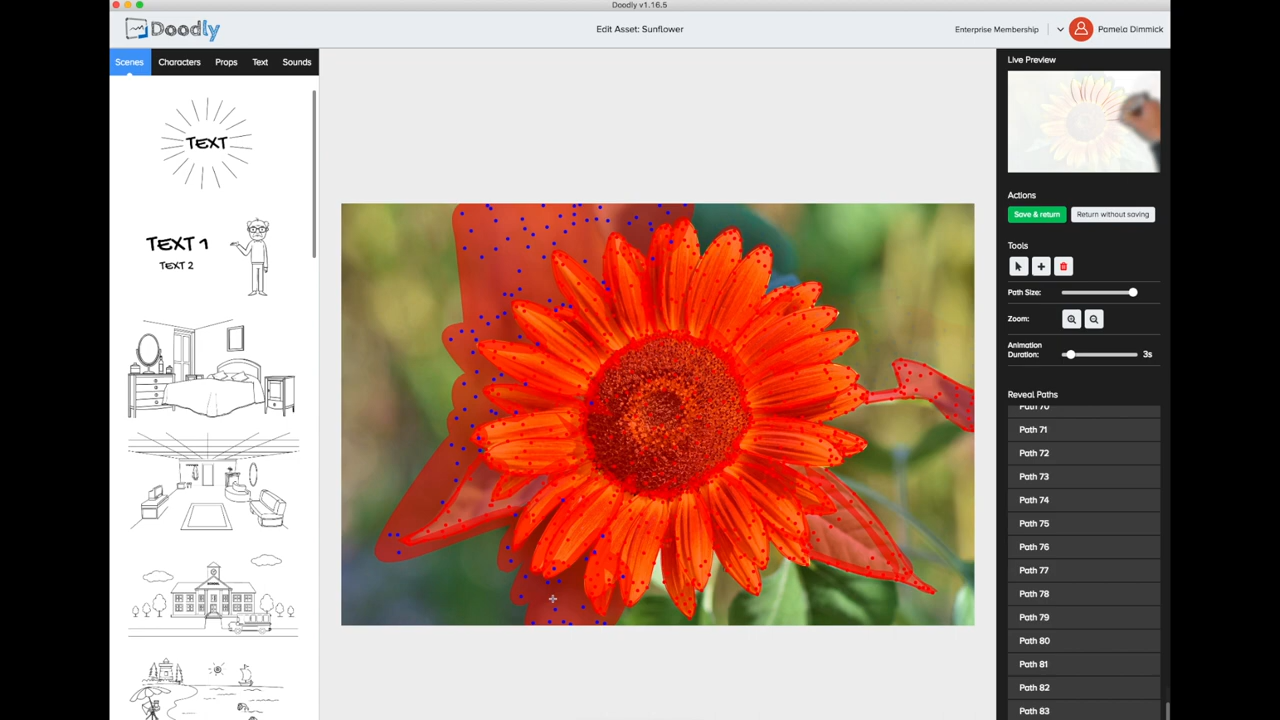 Doodly v1.16.5
Doodly
Edit Asset: Sunflower
Enterprise Membership
Pamela Dimmick
Scenes
Characters
Props
Text
Sounds
TEXT
TEXT 1
TEXT 2
Live Preview
Actions
Save & return
Return without saving
Tools
Path Size:
Zoom:
Animation
Duration:
3s
Reveal Paths
Path 70
Path 71
Path 72
Path 73
Path 74
Path 75
Path 76
Path 77
Path 78
Path 79
Path 80
Path 81
Path 82
Path 83